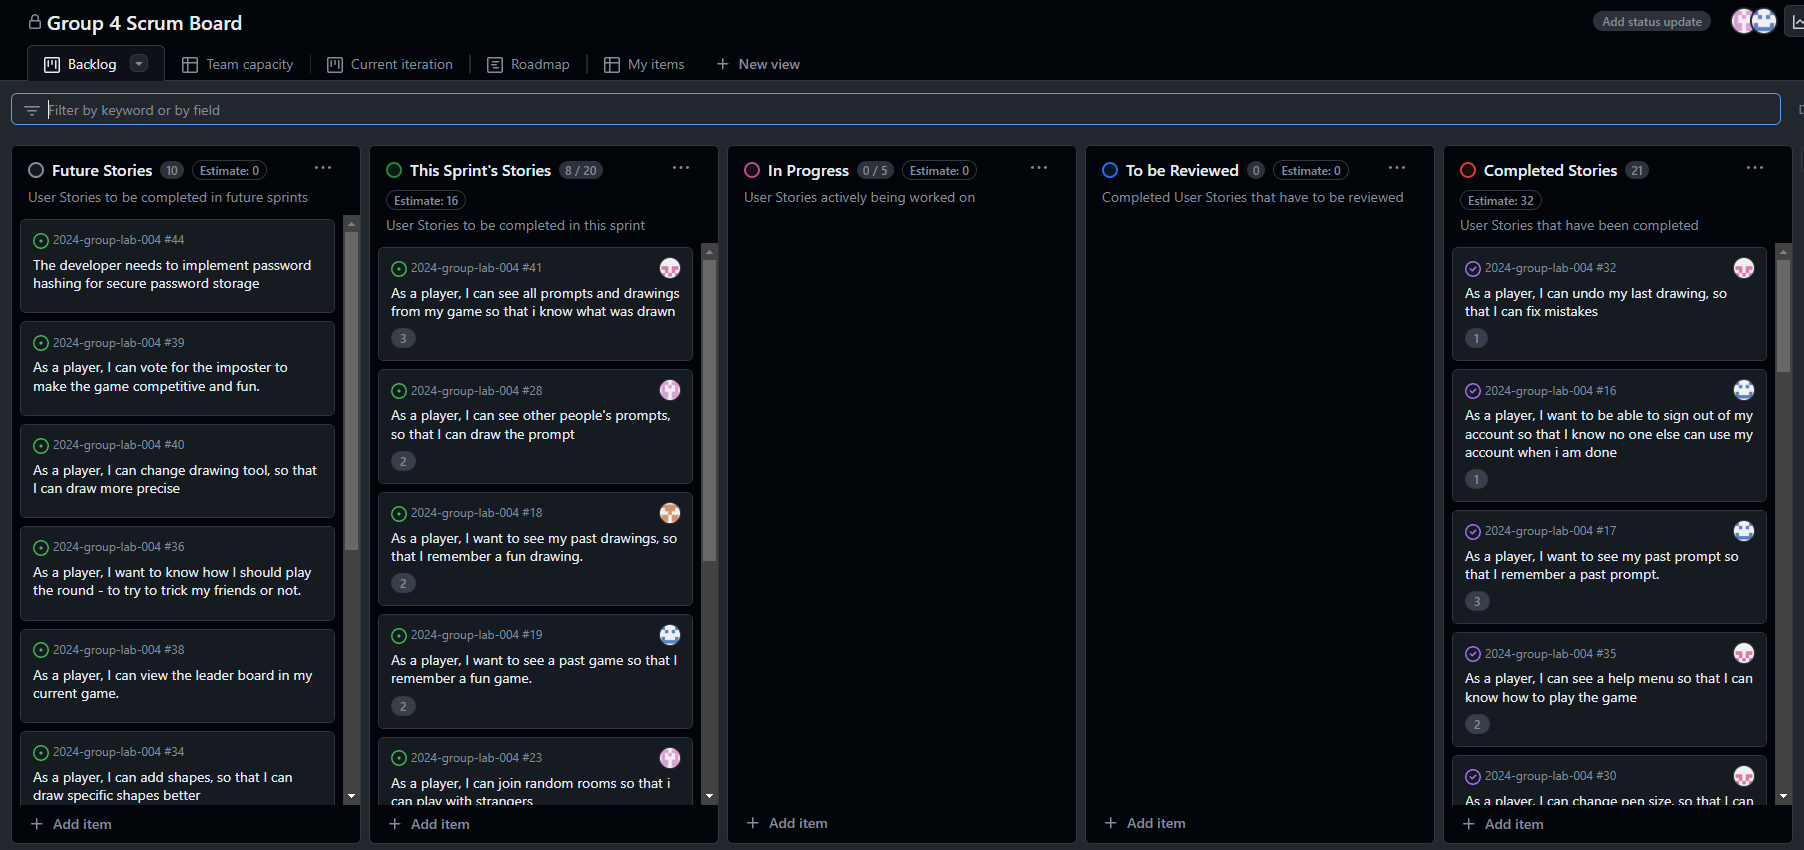 Group 4 Scrum Board
Add status update
Backlog
Team capacity
Current iteration
Roadmap
My items
New view
Filter by keyword or by field
Future Stories 10 Estimate: 0
User Stories to be completed in future sprints
2024-group-lab-004 #44
The developer needs to implement password
hashing for secure password storage
2024-group-lab-004 #39
As a player, I can vote for the imposter to
make the game competitive and fun.
2024-group-lab-004 #40
As a player, I can change drawing tool, so that
I can draw more precise
2024-group-lab-004 #36
As a player, I want to know how I should play
the round - to try to trick my friends or not.
2024-group-lab-004 #38
As a player, I can view the leader board in my
current game.
2024-group-lab-004 #34
As a player, I can add shapes, so that I can
draw specific shapes better
+ Add item
This Sprint's Stories 8 / 20
Estimate: 16
User Stories to be completed in this sprint
2024-group-lab-004 #41
As a player, I can see all prompts and drawings
from my game so that i know what was drawn
3
2024-group-lab-004 #28
As a player, I can see other people's prompts,
so that I can draw the prompt
2
2024-group-lab-004 #18
As a player, I want to see my past drawings, so
that I remember a fun drawing.
2
2024-group-lab-004 #19
As a player, I want to see a past game so that I
remember a fun game.
2
2024-group-lab-004 #23
As a player, I can join random rooms so that i
can play with strangers
+ Add item
In Progress 0 / 5 Estimate: 0
User Stories actively being worked on
+ Add item
To be Reviewed 0 Estimate: 0
Completed User Stories that have to be reviewed
+ Add item
Completed Stories 21
Estimate: 32
User Stories that have been completed
2024-group-lab-004 #32
As a player, I can undo my last drawing, so
that I can fix mistakes
1
2024-group-lab-004 #16
As a player, I want to be able to sign out of my
account so that I know no one else can use my
account when i am done
1
2024-group-lab-004 #17
As a player, I want to see my past prompt so
that I remember a past prompt.
3
2024-group-lab-004 #35
As a player, I can see a help menu so that I can
know how to play the game
2
2024-group-lab-004 #30
As a player, I can change pen size, so that I can
+ Add item